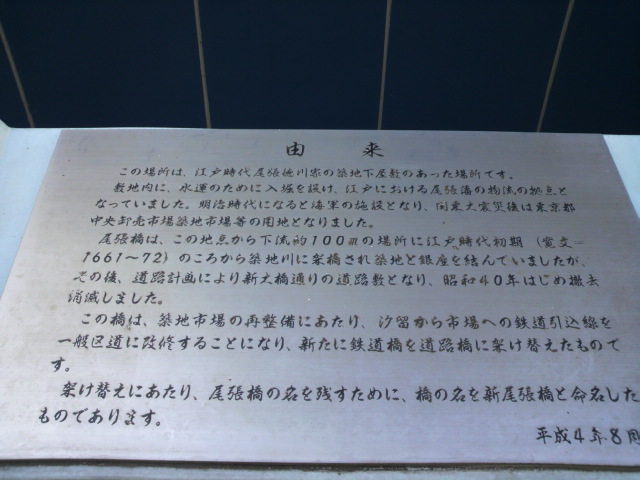 由来
この場所は、江戸時代尾張徳川家の築地下屋敷のあった場所です。
敷地内に、水運のために入堀を設け、江戸における尾張藩の物流の拠点と
なっていました。明治時代になると海軍の施設となり、関東大震災後は東京都
中央卸売市場築地市場等の用地となりました。
尾張橋は、この地点から下流約100mの場所に江戸時代初期(寛文=
1661~72)のころから築地川に架橋され築地と銀座を結んでいましたが、
その後、道路計画により新大橋通りの道路敷となり、昭和40年はじめ撤去
消滅しました。
この橋は、築地市場の再整備にあたり、汐留から市場への鉄道引込線を
一般区道に改修することになり、新たに鉄道橋を道路橋に架け替えたもので
す。
架け替えにあたり、尾張橋の名を残すために、橋の名を新尾張橋と命名した
ものであります。
平成4年8月